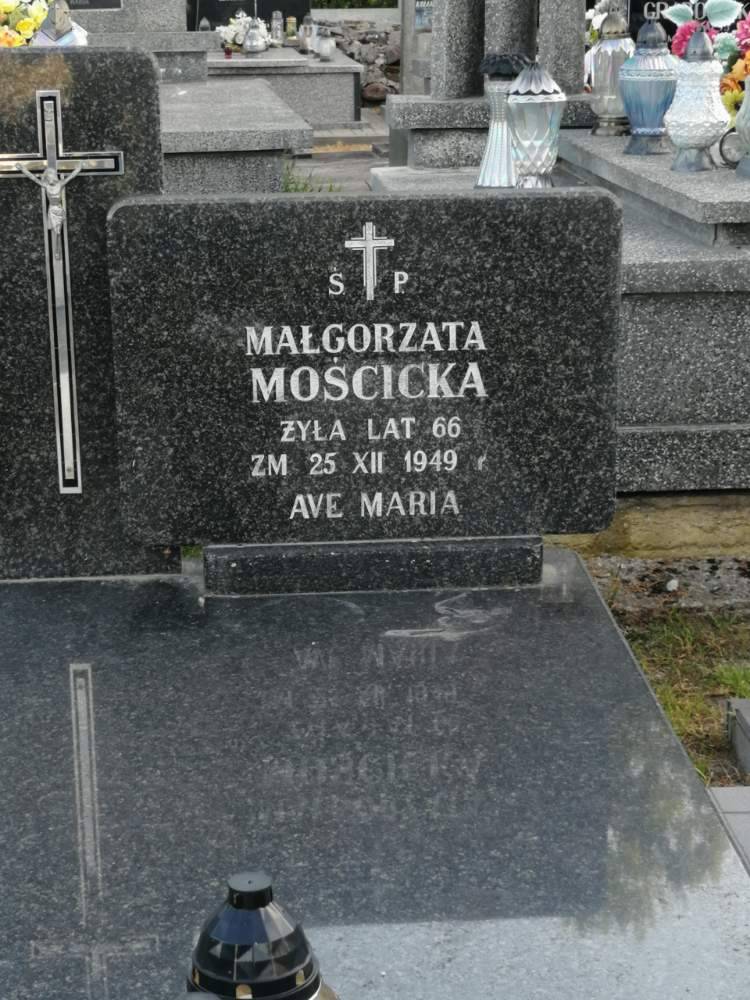 Ś P
MAŁGORZATA
MOŚCICKA
ŻYŁA LAT 66
ZM 25 XII 1949 r
AVE MARIA